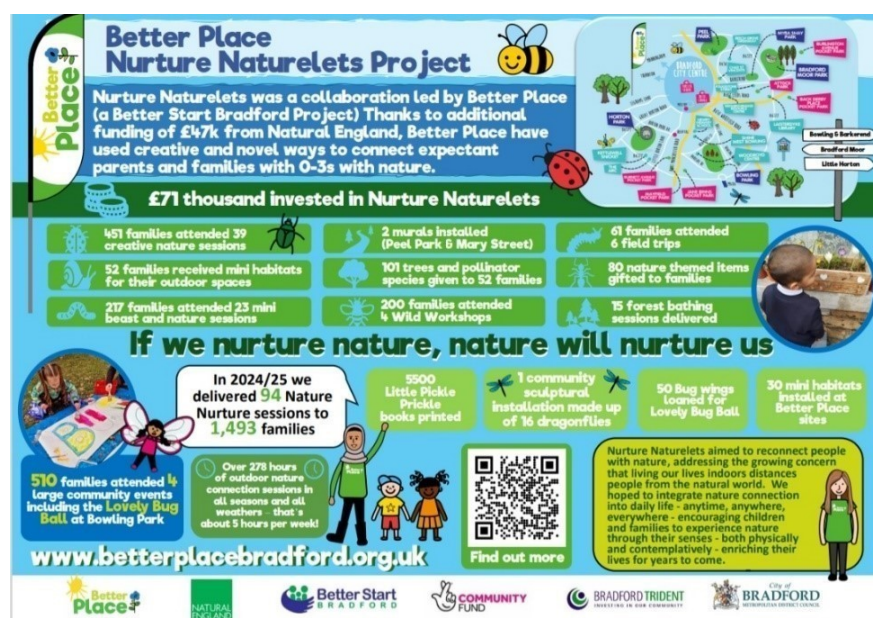 Better Place
Nurture Naturelets Project
Better
Place
Nurture Naturelets was a collaboration led by Better Place
(a Better Start Bradford Project) Thanks to additional
funding of £47k from Natural England, Better Place have
used creative and novel ways to connect expectant
parents and families with 0-3s with nature.
PEEL
PARK
BRADFORD
CITY CENTRE
BRADFORD
MOOR PARK
HORTON
PARK
BOWLING
PARK
Bowling & Barkerend
Bradford Moor
Little Horton
£71 thousand invested in Nurture Naturelets
451 families attended 39
creative nature sessions
2 murals installed
(Peel Park & Mary Street)
61 families attended
6 field trips
52 families received mini habitats
for their outdoor spaces
101 trees and pollinator
species given to 52 families
80 nature themed items
gifted to families
217 families attended 23 mini
beast and nature sessions
200 families attended
4 Wild Workshops
15 forest bathing
sessions delivered
If we nurture nature, nature will nurture us
In 2024/25 we
delivered 94 Nature
Nurture sessions to
1,493 families
5500
Little Pickle
Prickle
books printed
1 community
sculptural
installation made up
of 16 dragonflies
50 Bug wings
loaned for
Lovely Bug Ball
30 mini habitats
installed at
Better Place
sites
510 families attended 4
large community events
including the Lovely Bug
Ball at Bowling Park
Over 278 hours
of outdoor nature
connection sessions in
all seasons and all
weathers - that's
about 5 hours per week!
Find out more
Nurture Naturelets aimed to reconnect people
with nature, addressing the growing concern
that living our lives indoors distances
people from the natural world. We
hoped to integrate nature connection
into daily life - anytime, anywhere,
everywhere - encouraging children
and families to experience nature
through their senses - both physically
and contemplatively - enriching their
lives for years to come.
www.betterplacebradford.org.uk
Better
Place
NATURAL
ENGLAND
Better Start
BRADFORD
COMMUNITY
FUND
BRADFORD TRIDENT
INVESTING IN OUR COMMUNITY
City of
BRADFORD
METROPOLITAN DISTRICT COUNCIL